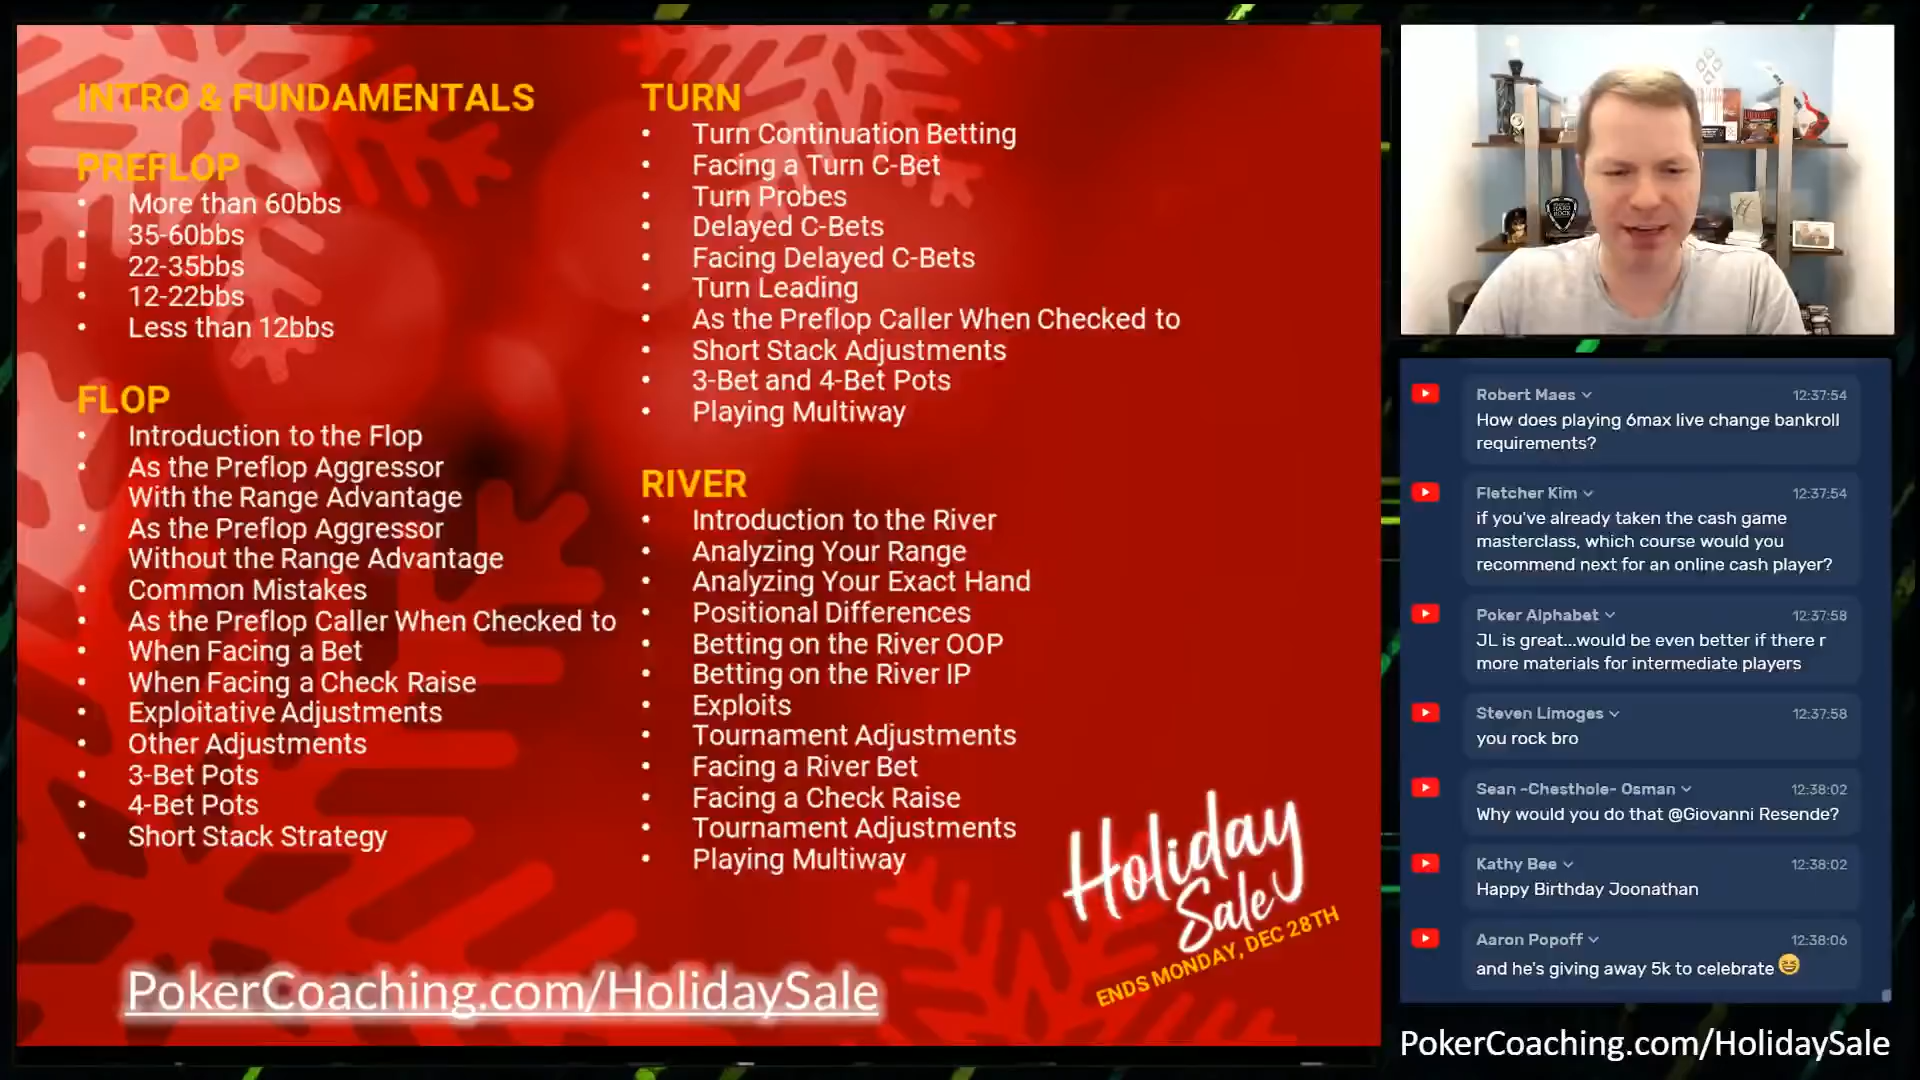 INTRO & FUNDAMENTALS
PREFLOP
• More than 60bbs
• 35-60bbs
• 22-35bbs
• 12-22bbs
• Less than 12bbs
FLOP
• Introduction to the Flop
• As the Preflop Aggressor
With the Range Advantage
• As the Preflop Aggressor
Without the Range Advantage
• Common Mistakes
• As the Preflop Caller When Checked to
• When Facing a Bet
• When Facing a Check Raise
• Exploitative Adjustments
• Other Adjustments
• 3-Bet Pots
• 4-Bet Pots
• Short Stack Strategy
TURN
• Turn Continuation Betting
• Facing a Turn C-Bet
• Turn Probes
• Delayed C-Bets
• Facing Delayed C-Bets
• Turn Leading
• As the Preflop Caller When Checked to
• Short Stack Adjustments
• 3-Bet and 4-Bet Pots
• Playing Multiway
RIVER
• Introduction to the River
• Analyzing Your Range
• Analyzing Your Exact Hand
• Positional Differences
• Betting on the River OOP
• Betting on the River IP
• Exploits
• Tournament Adjustments
• Facing a River Bet
• Facing a Check Raise
• Tournament Adjustments
• Playing Multiway
Holiday
Sale
ENDS MONDAY, DEC 28TH
PokerCoaching.com/HolidaySale
Robert Maes 12:37:54
How does playing 6max live change bankroll
requirements?
Fletcher Kim 12:37:54
if you've already taken the cash game
masterclass, which course would you
recommend next for an online cash player?
Poker Alphabet 12:37:58
JL is great...would be even better if there r
more materials for intermediate players
Steven Limoges 12:37:58
you rock bro
Sean -Chesthole- Osman 12:38:02
Why would you do that @Giovanni Resende?
Kathy Bee 12:38:02
Happy Birthday Joonathan
Aaron Popoff 12:38:06
and he's giving away 5k to celebrate 😆
PokerCoaching.com/HolidaySale